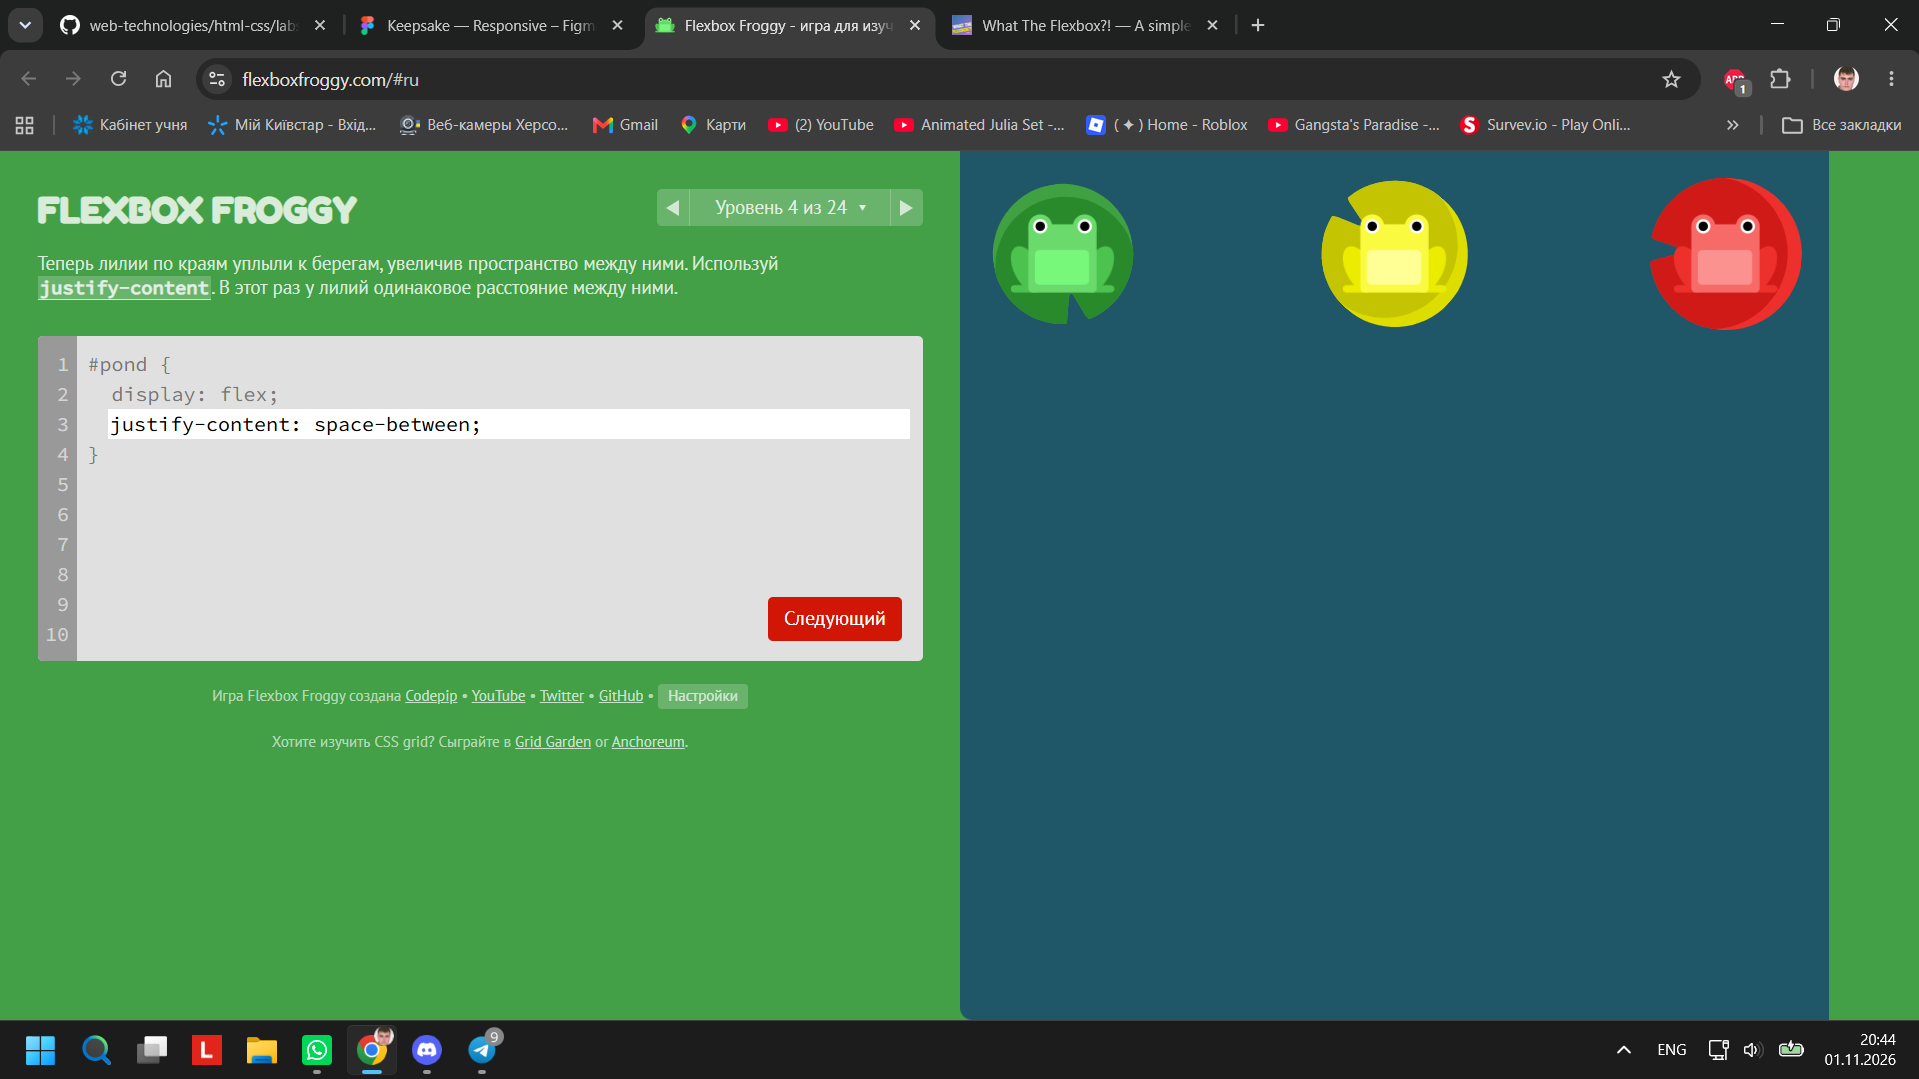 web-technologies/html-css/labs
Keepsake — Responsive – Figm
Flexbox Froggy - игра для изуч
What The Flexbox?! — A simple
flexboxfroggy.com/#ru
ABP
1
Кабінет учня
Мій Київстар - Вхід...
Веб-камеры Херсо...
Gmail
Карти
(2) YouTube
Animated Julia Set -...
( ✦ ) Home - Roblox
Gangsta's Paradise -...
Survev.io - Play Onli...
Все закладки
FLEXBOX FROGGY
Уровень 4 из 24
Теперь лилии по краям уплыли к берегам, увеличив пространство между ними. Используй
justify-content. В этот раз у лилий одинаковое расстояние между ними.
1 #pond {
2 display: flex;
3 justify-content: space-between;
4 }
5
6
7
8
9
10
Следующий
Игра Flexbox Froggy создана Codepip • YouTube • Twitter • GitHub • Настройки
Хотите изучить CSS grid? Сыграйте в Grid Garden or Anchoreum.
L
9
ENG
20:44
01.11.2026